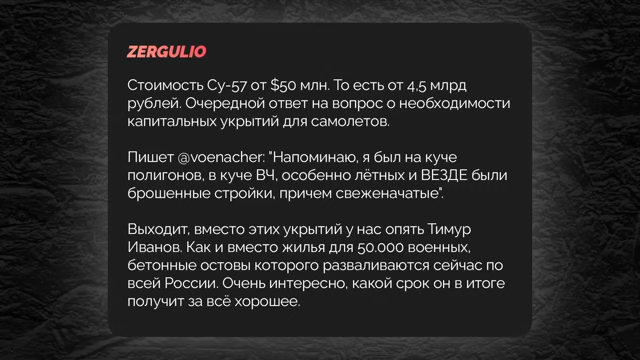 ZERGULIO
Стоимость Су-57 от $50 млн. То есть от 4,5 млрд
рублей. Очередной ответ на вопрос о необходимости
капитальных укрытий для самолетов.
Пишет @voenacher: "Напоминаю, я был на куче
полигонов, в куче ВЧ, особенно лётных и ВЕЗДЕ были
брошенные стройки, причем свеженачатые".
Выходит, вместо этих укрытий у нас опять Тимур
Иванов. Как и вместо жилья для 50.000 военных,
бетонные остовы которого разваливаются сейчас по
всей России. Очень интересно, какой срок он в итоге
получит за всё хорошее.